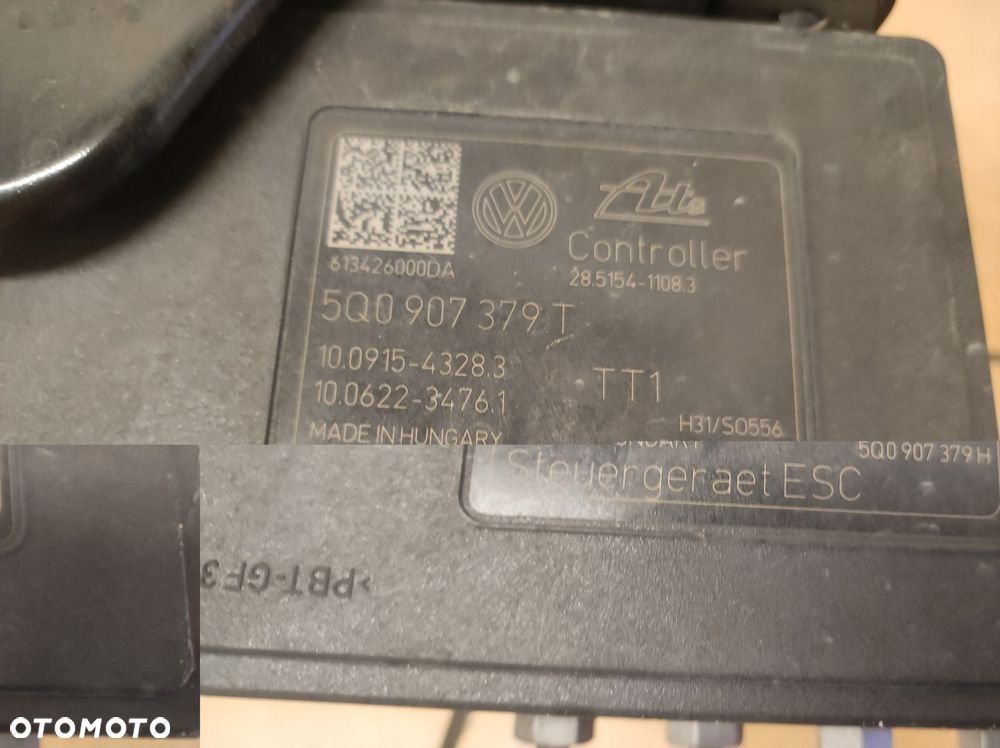 Ate
Controller
28.5154-1108.3
613426000DA
5Q0 907 379 T
10.0915-4328.3
10.0622-3476.1
TT1
H31/S0556
MADE IN HUNGARY
5Q0 907 379 H
Steuergeraet ESC
>PBT-GF3
OTOMOTO